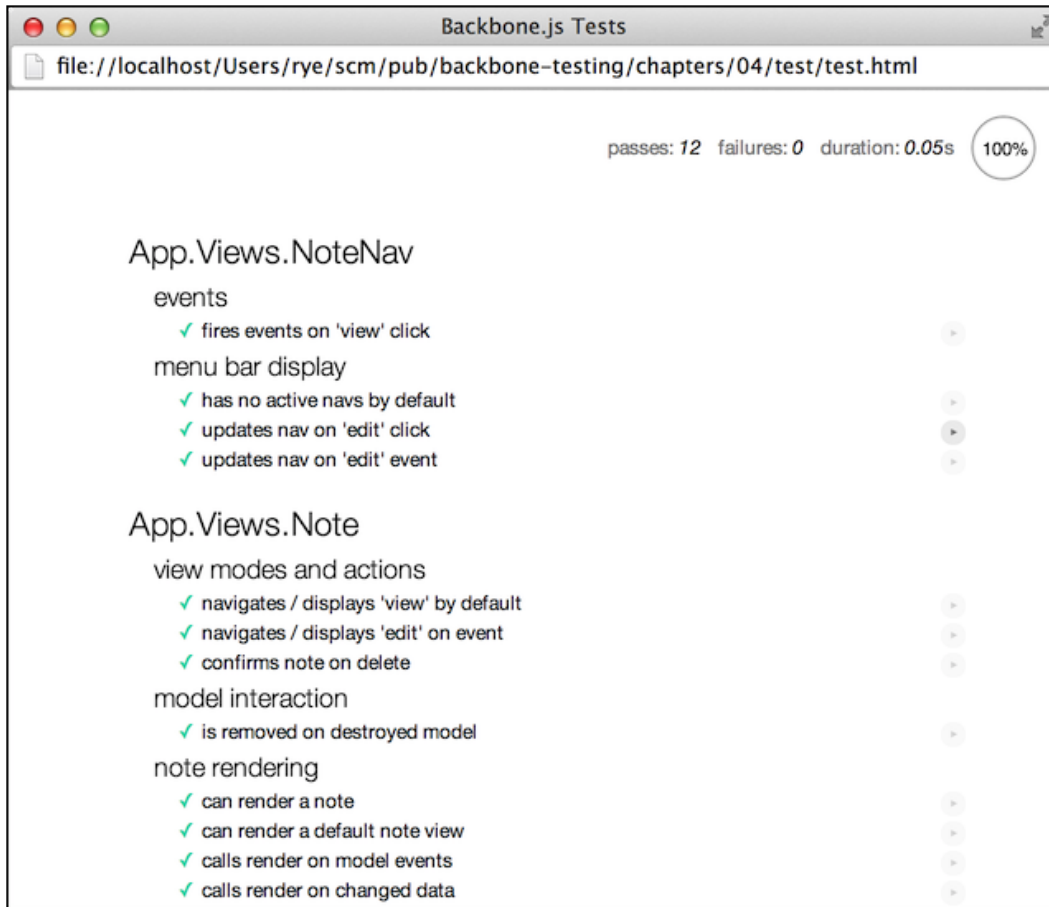 Backbone.js Tests
file://localhost/Users/rye/scm/pub/backbone-testing/chapters/04/test/test.html
passes: 12 failures: 0 duration: 0.05s 100%
App.Views.NoteNav
events
✓ fires events on 'view' click
menu bar display
✓ has no active navs by default
✓ updates nav on 'edit' click
✓ updates nav on 'edit' event
App.Views.Note
view modes and actions
✓ navigates / displays 'view' by default
✓ navigates / displays 'edit' on event
✓ confirms note on delete
model interaction
✓ is removed on destroyed model
note rendering
✓ can render a note
✓ can render a default note view
✓ calls render on model events
✓ calls render on changed data